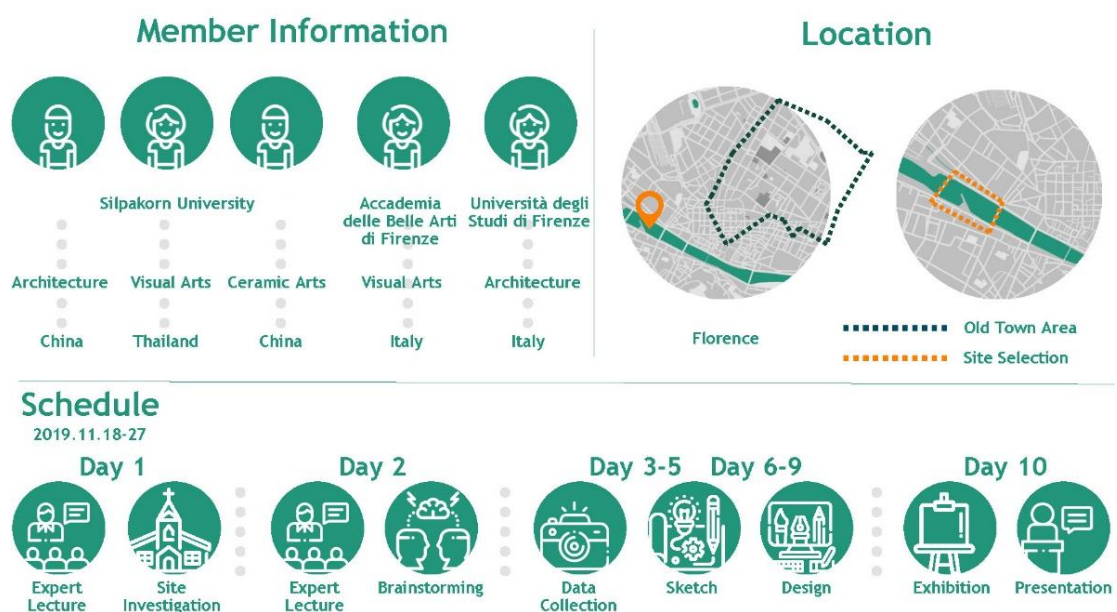 Member Information
Silpakorn University
Accademia
delle Belle Arti
di Firenze
Università degli
Studi di Firenze
Architecture
Visual Arts
Ceramic Arts
Visual Arts
Architecture
China
Thailand
China
Italy
Italy
Location
Florence
Old Town Area
Site Selection
Schedule
2019.11.18-27
Day 1
Expert
Lecture
Site
Investigation
Day 2
Expert
Lecture
Brainstorming
Day 3-5
Day 6-9
Data
Collection
Sketch
Design
Day 10
Exhibition
Presentation